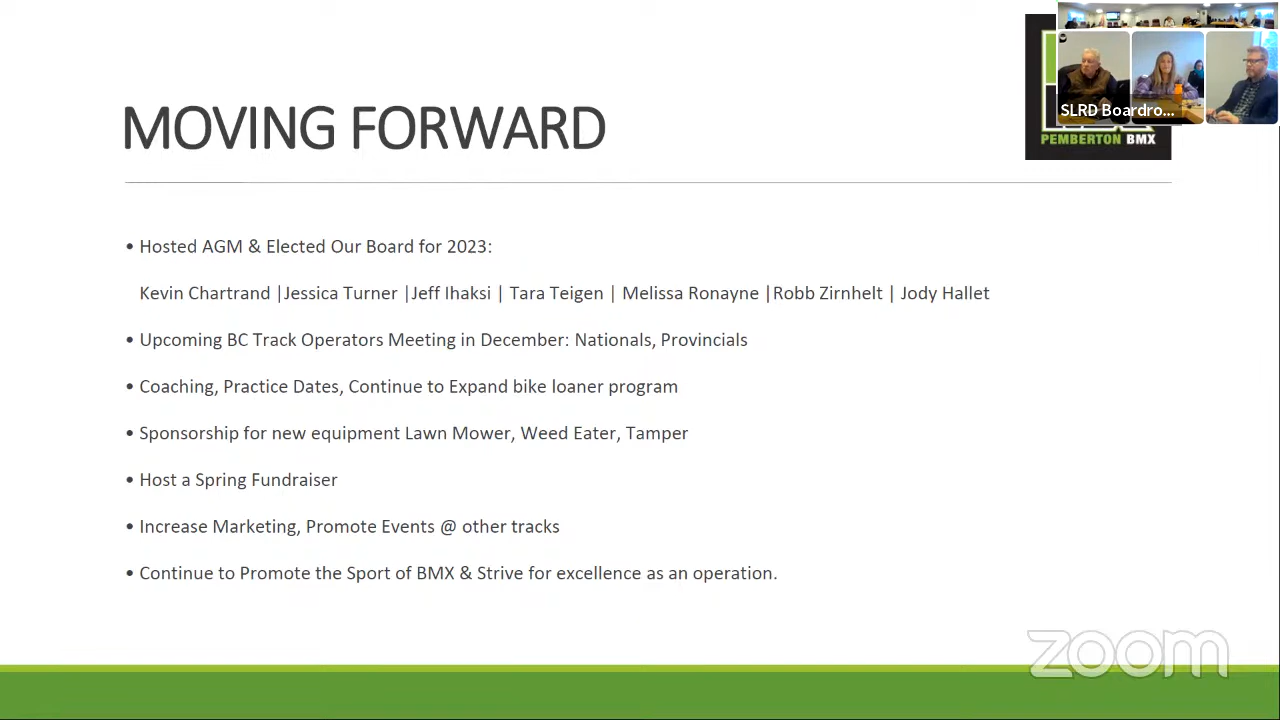 MOVING FORWARD
SLRD Boardro...
PEMBERTON BMX
• Hosted AGM & Elected Our Board for 2023:
Kevin Chartrand |Jessica Turner |Jeff Ihaksi | Tara Teigen | Melissa Ronayne |Robb Zirnhelt | Jody Hallet
• Upcoming BC Track Operators Meeting in December: Nationals, Provincials
• Coaching, Practice Dates, Continue to Expand bike loaner program
• Sponsorship for new equipment Lawn Mower, Weed Eater, Tamper
• Host a Spring Fundraiser
• Increase Marketing, Promote Events @ other tracks
• Continue to Promote the Sport of BMX & Strive for excellence as an operation.
zoom